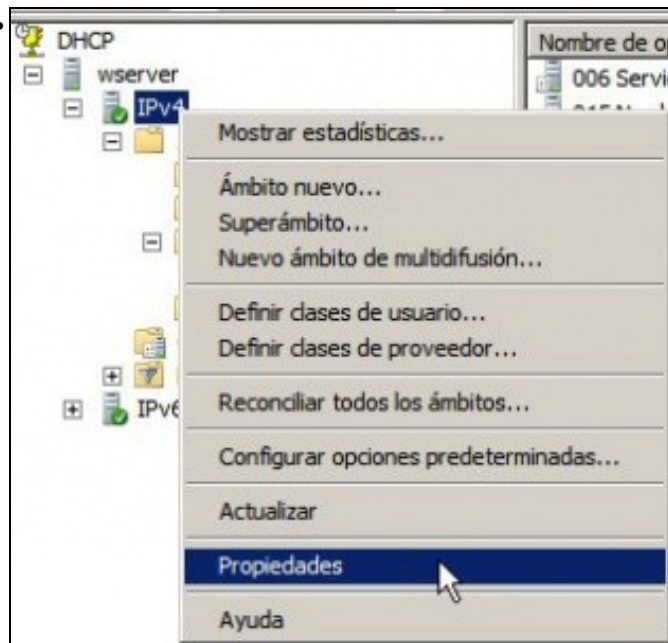 DHCP
Nombre de o
wserver
006 Servi
IPv4
Mostrar estadísticas...
Ámbito nuevo...
Superámbito...
Nuevo ámbito de multidifusión...
Definir clases de usuario...
Definir clases de proveedor...
Reconciliar todos los ámbitos...
IPv6
Configurar opciones predeterminadas...
Actualizar
Propiedades
Ayuda